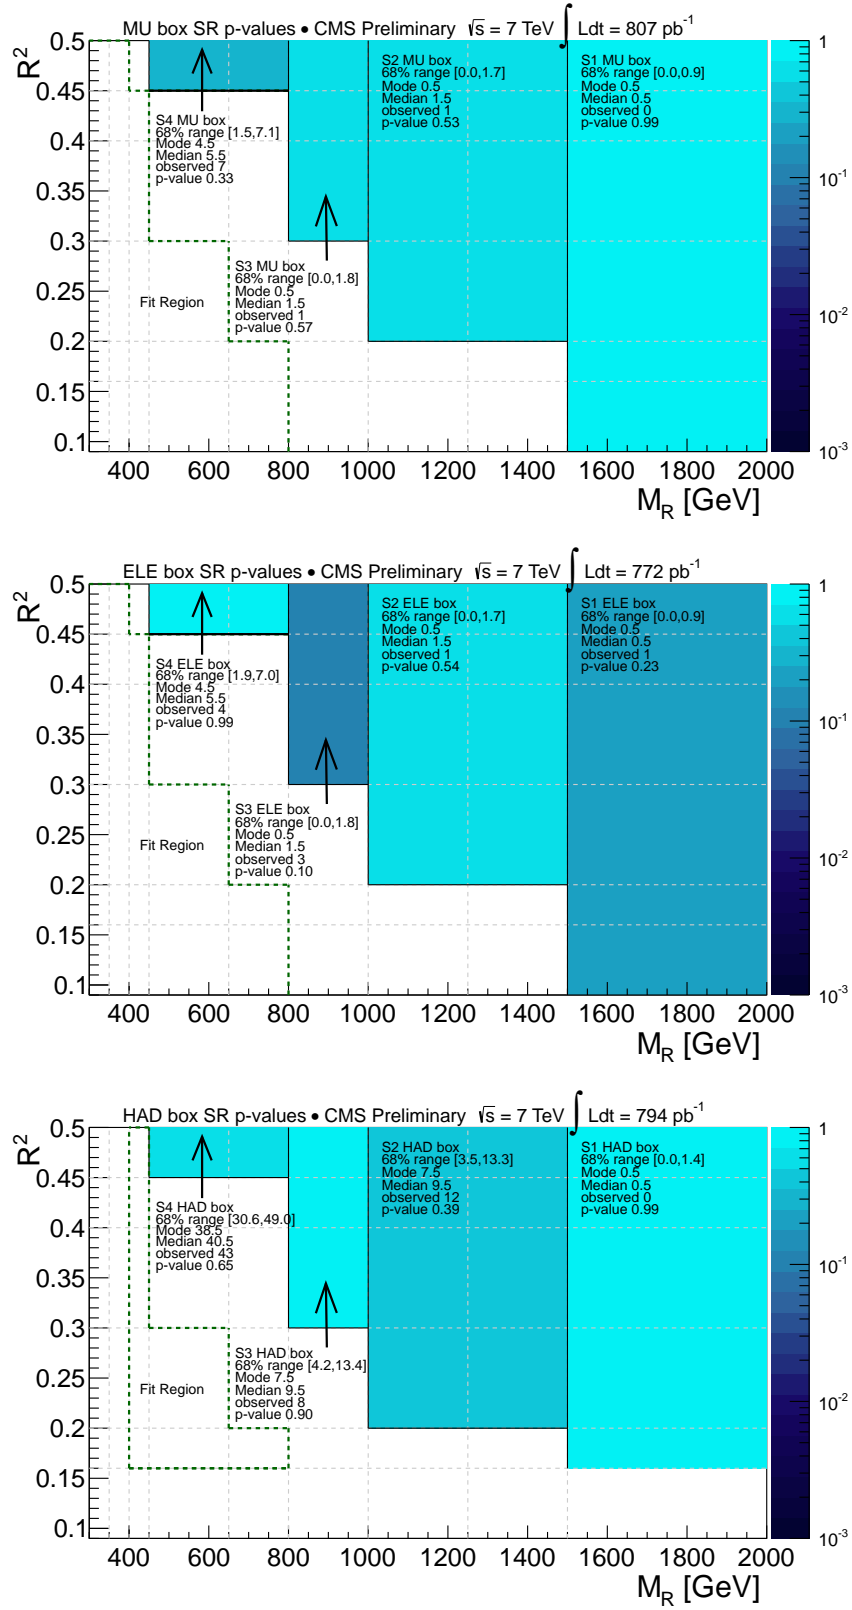 MU box SR p-values • CMS Preliminary √s = 7 TeV ∫ Ldt = 807 pb⁻¹
R²
0.5
0.45
0.4
0.35
0.3
0.25
0.2
0.15
0.1
S4 MU box
68% range [1.5,7.1]
Mode 4.5
Median 5.5
observed 7
p-value 0.33
S3 MU box
68% range [0.0,1.8]
Mode 0.5
Median 1.5
observed 1
p-value 0.57
S2 MU box
68% range [0.0,1.7]
Mode 0.5
Median 1.5
observed 1
p-value 0.53
S1 MU box
68% range [0.0,0.9]
Mode 0.5
Median 0.5
observed 0
p-value 0.99
Fit Region
1
10⁻¹
10⁻²
10⁻³
400 600 800 1000 1200 1400 1600 1800 2000
M_R [GeV]
ELE box SR p-values • CMS Preliminary √s = 7 TeV ∫ Ldt = 772 pb⁻¹
R²
0.5
0.45
0.4
0.35
0.3
0.25
0.2
0.15
0.1
S4 ELE box
68% range [1.9,7.0]
Mode 4.5
Median 5.5
observed 4
p-value 0.99
S3 ELE box
68% range [0.0,1.8]
Mode 0.5
Median 1.5
observed 3
p-value 0.10
S2 ELE box
68% range [0.0,1.7]
Mode 0.5
Median 1.5
observed 1
p-value 0.54
S1 ELE box
68% range [0.0,0.9]
Mode 0.5
Median 0.5
observed 1
p-value 0.23
Fit Region
1
10⁻¹
10⁻²
10⁻³
400 600 800 1000 1200 1400 1600 1800 2000
M_R [GeV]
HAD box SR p-values • CMS Preliminary √s = 7 TeV ∫ Ldt = 794 pb⁻¹
R²
0.5
0.45
0.4
0.35
0.3
0.25
0.2
0.15
0.1
S4 HAD box
68% range [30.6,49.0]
Mode 38.5
Median 40.5
observed 43
p-value 0.65
S3 HAD box
68% range [4.2,13.4]
Mode 7.5
Median 9.5
observed 8
p-value 0.90
S2 HAD box
68% range [3.5,13.3]
Mode 7.5
Median 9.5
observed 12
p-value 0.39
S1 HAD box
68% range [0.0,1.4]
Mode 0.5
Median 0.5
observed 0
p-value 0.99
Fit Region
1
10⁻¹
10⁻²
10⁻³
400 600 800 1000 1200 1400 1600 1800 2000
M_R [GeV]